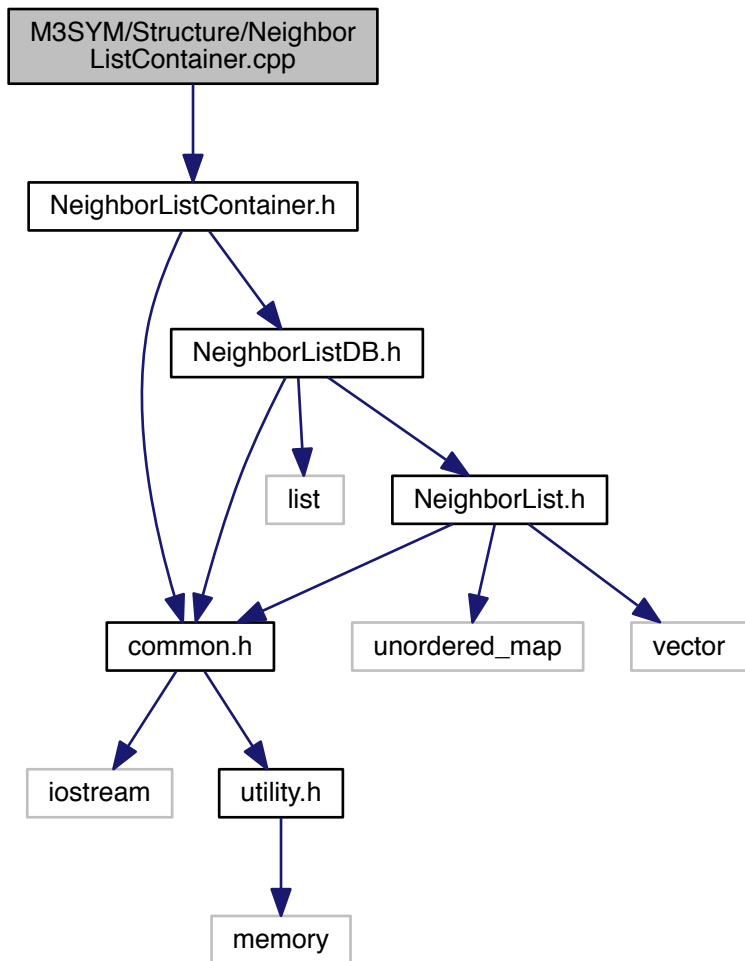 M3SYM/Structure/Neighbor
ListContainer.cpp
NeighborListContainer.h
NeighborListDB.h
list
NeighborList.h
common.h
unordered_map
vector
iostream
utility.h
memory